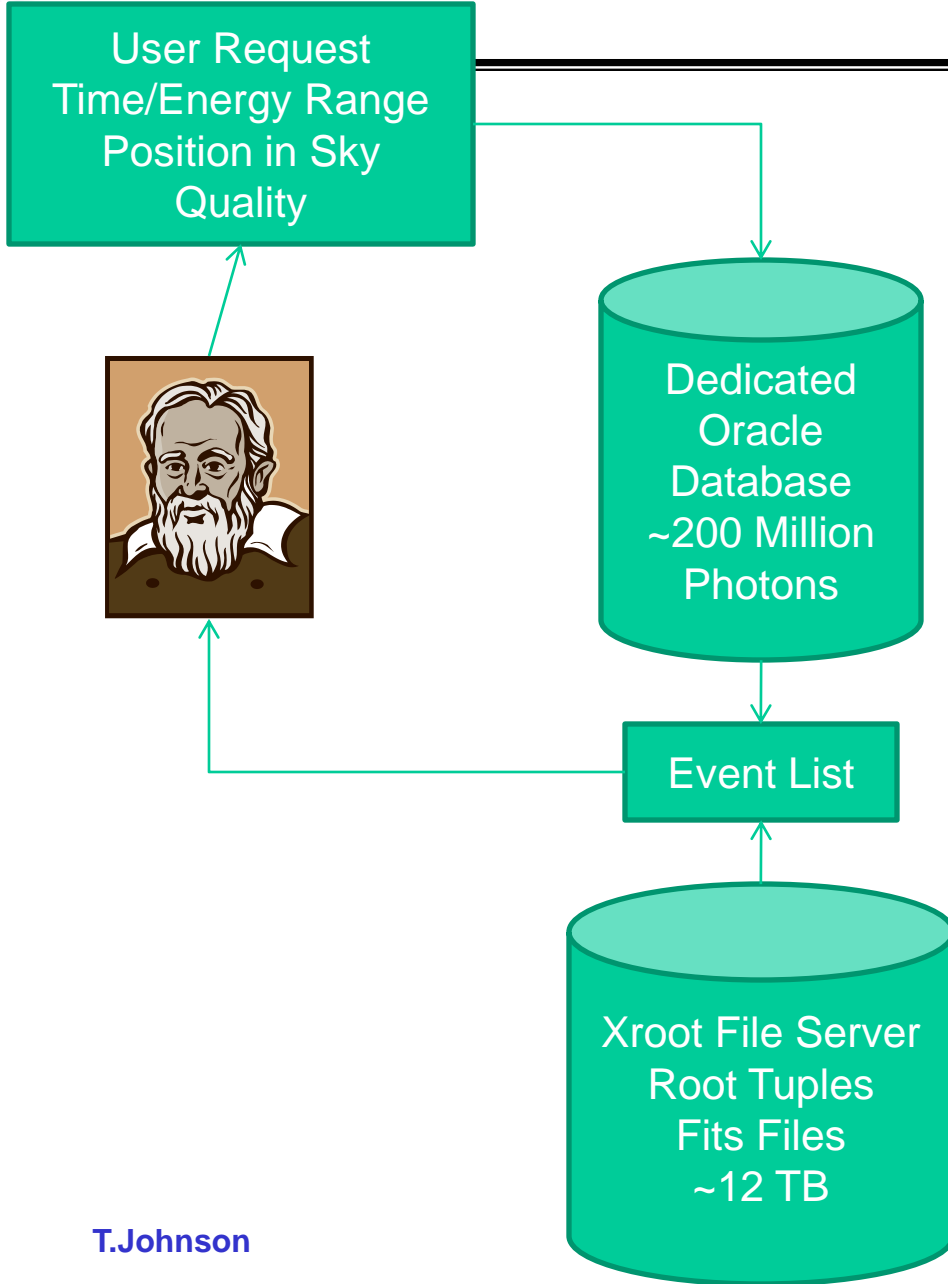 User Request
Time/Energy Range
Position in Sky
Quality
Dedicated
Oracle
Database
~200 Million
Photons
Event List
Xroot File Server
Root Tuples
Fits Files
~12 TB
T.Johnson